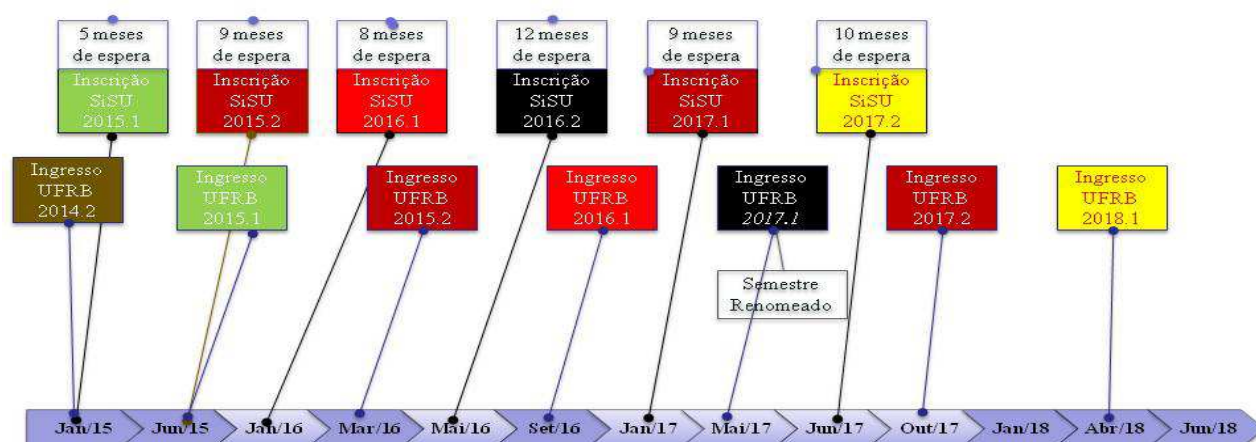 5 meses
de espera
9 meses
de espera
8 meses
de espera
12 meses
de espera
9 meses
de espera
10 meses
de espera
Inscrição
SiSU
2015.1
Inscrição
SiSU
2015.2
Inscrição
SiSU
2016.1
Inscrição
SiSU
2016.2
Inscrição
SiSU
2017.1
Inscrição
SiSU
2017.2
Ingresso
UFRB
2014.2
Ingresso
UFRB
2015.1
Ingresso
UFRB
2015.2
Ingresso
UFRB
2016.1
Ingresso
UFRB
2017.1
Ingresso
UFRB
2017.2
Ingresso
UFRB
2018.1
Semestre
Renomeado
Jan/15
Jun/15
Jan/16
Mar/16
Mai/16
Set/16
Jan/17
Mai/17
Jun/17
Out/17
Jan/18
Abr/18
Jun/18